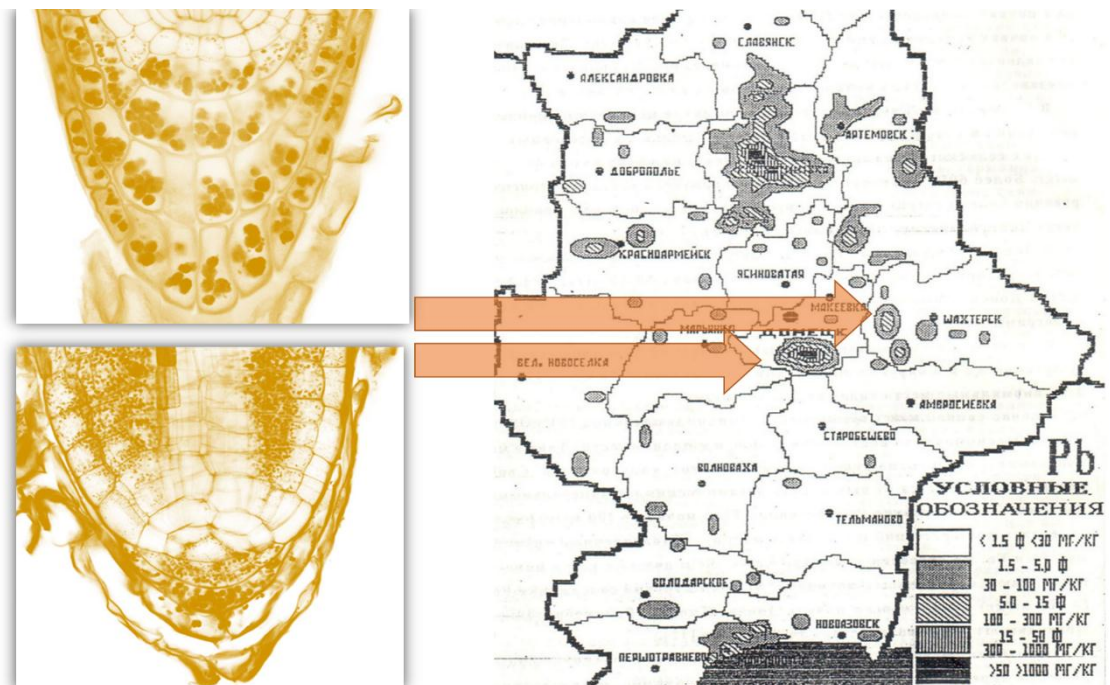 СЛАВЯНСК
АЛЕКСАНДРОВКА
АРТЕМОВСК
ДОБРОПОЛЬЕ
КРАСНОАРМЕЙСК
ЯСИНОВАТАЯ
МАКЕЕВКА
ШАХТЕРСК
ДОНЕЦК
ВЕЛ. НОВОСЕЛКА
АМВРОСИЕВКА
СТАРОБЕШЕВО
ВОЛНОВАХА
ТЕЛЬМАНОВО
ВОЛОДАРСКОЕ
НОВОАЗОВСК
Pb
УСЛОВНЫЕ
ОБОЗНАЧЕНИЯ
< 1.5 Ф <30 МГ/КГ
1.5 - 5.0 Ф
30 - 100 МГ/КГ
5.0 - 15 Ф
100 - 300 МГ/КГ
15 - 50 Ф
300 - 1000 МГ/КГ
>50 >1000 МГ/КГ